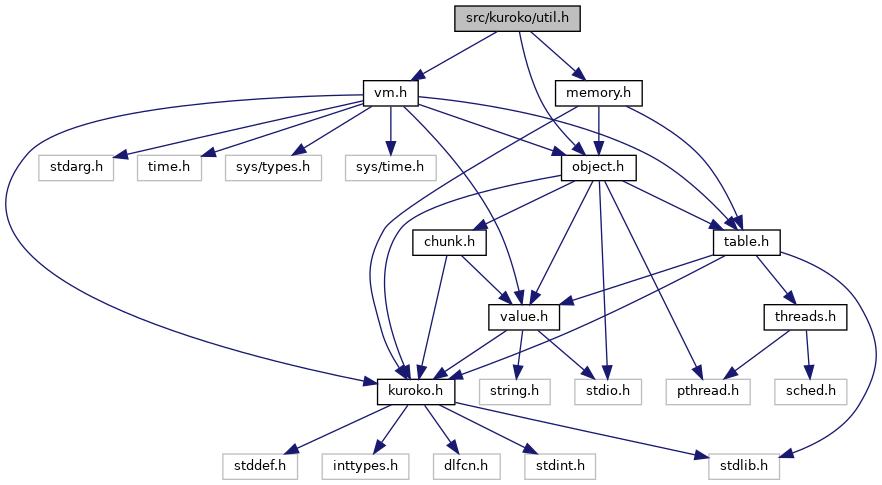 src/kuroko/util.h
vm.h
memory.h
stdarg.h
time.h
sys/types.h
sys/time.h
object.h
chunk.h
table.h
value.h
threads.h
kuroko.h
string.h
stdio.h
pthread.h
sched.h
stddef.h
inttypes.h
dlfcn.h
stdint.h
stdlib.h